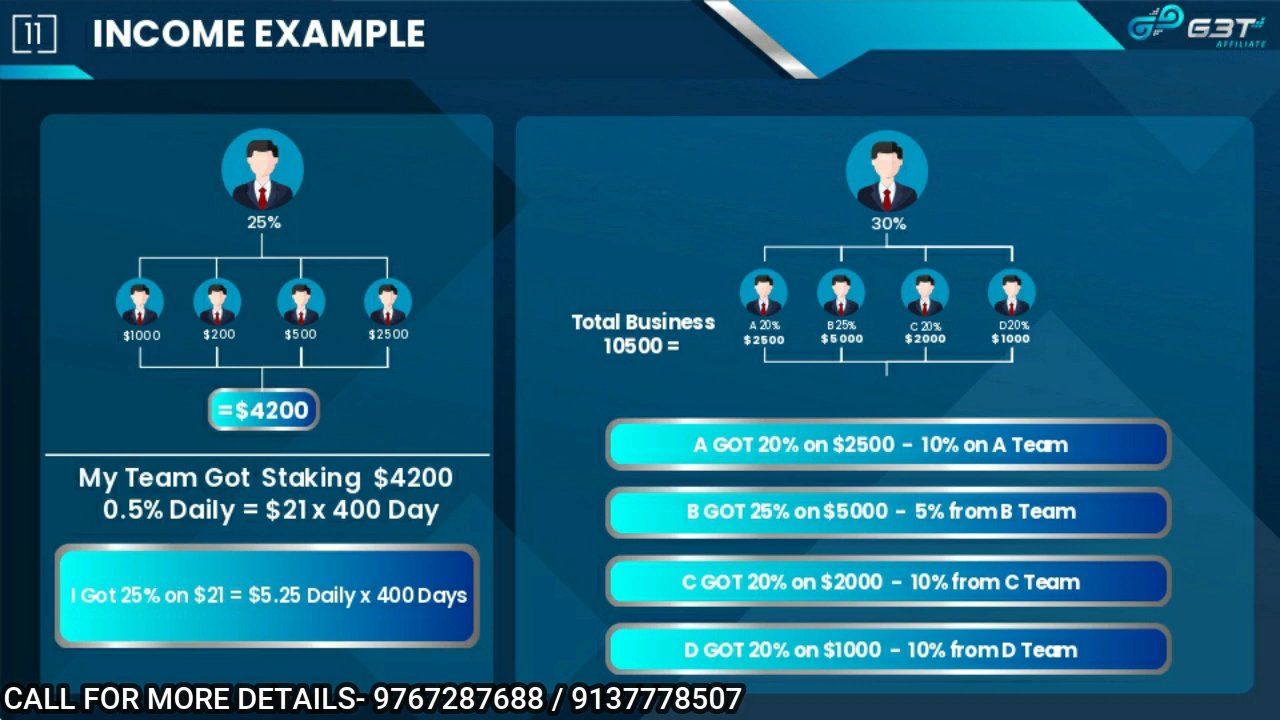 11
INCOME EXAMPLE
G3T
AFFILIATE
25%
$1000
$200
$500
$2500
=$4200
My Team Got Staking $4200
0.5% Daily = $21 x 400 Day
I Got 25% on $21 = $5.25 Daily x 400 Days
30%
Total Business
10500 =
A 20%
$2500
B 25%
$5000
C 20%
$2000
D20%
$1000
A GOT 20% on $2500 - 10% on A Team
B GOT 25% on $5000 - 5% from B Team
C GOT 20% on $2000 - 10% from C Team
D GOT 20% on $1000 - 10% from D Team
CALL FOR MORE DETAILS- 9767287688 / 9137778507